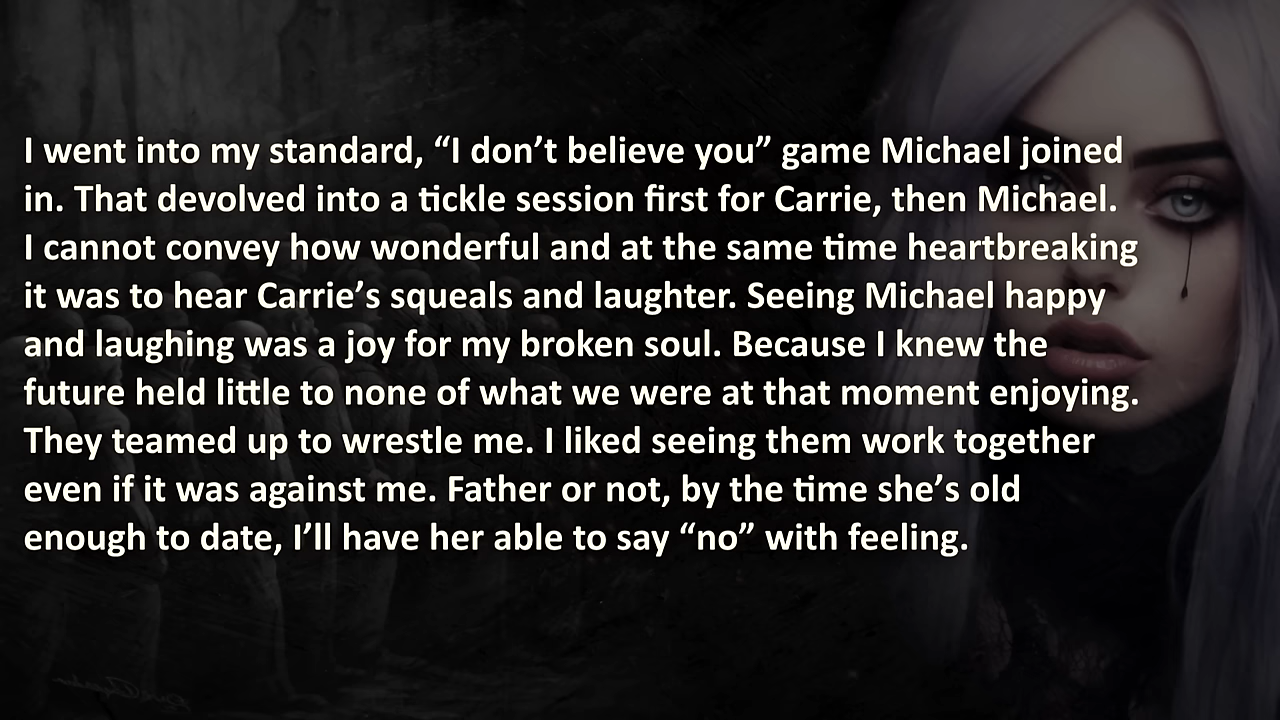 I went into my standard, “I don’t believe you” game Michael joined
in. That devolved into a tickle session first for Carrie, then Michael.
I cannot convey how wonderful and at the same time heartbreaking
it was to hear Carrie’s squeals and laughter. Seeing Michael happy
and laughing was a joy for my broken soul. Because I knew the
future held little to none of what we were at that moment enjoying.
They teamed up to wrestle me. I liked seeing them work together
even if it was against me. Father or not, by the time she’s old
enough to date, I’ll have her able to say “no” with feeling.